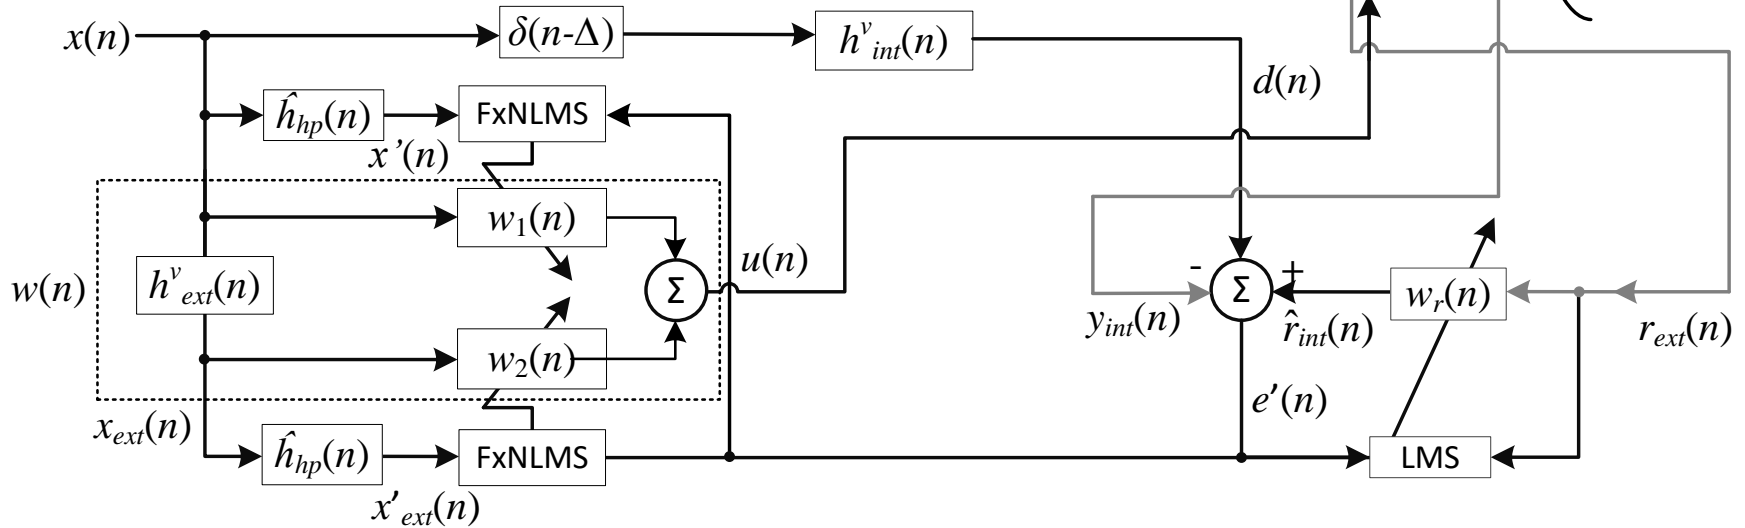 x(n)
δ(n-Δ)
h^v_int(n)
d(n)
ĥ_hp(n)
FxNLMS
x'(n)
w_1(n)
u(n)
w(n)
h^v_ext(n)
Σ
-
Σ
+
w_r(n)
y_int(n)
r̂_int(n)
r_ext(n)
w_2(n)
e'(n)
x_ext(n)
ĥ_hp(n)
FxNLMS
LMS
x'_ext(n)